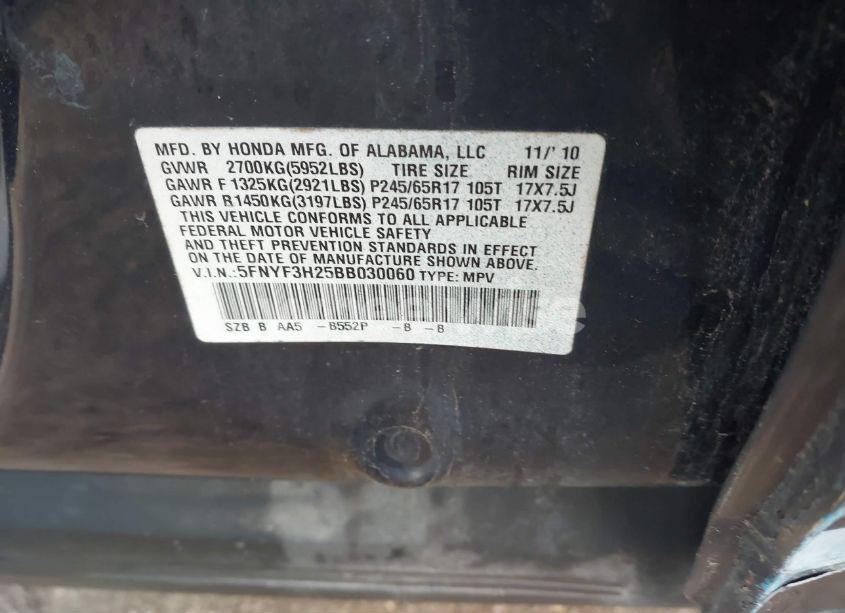 MFD. BY HONDA MFG. OF ALABAMA, LLC 11/' 10
GVWR 2700KG(5952LBS) TIRE SIZE RIM SIZE
GAWR F 1325KG(2921LBS) P245/65R17 105T 17X7.5J
GAWR R 1450KG(3197LBS) P245/65R17 105T 17X7.5J
THIS VEHICLE CONFORMS TO ALL APPLICABLE
FEDERAL MOTOR VEHICLE SAFETY
AND THEFT PREVENTION STANDARDS IN EFFECT
ON THE DATE OF MANUFACTURE SHOWN ABOVE.
V.I.N.:5FNYF3H25BB030060 TYPE: MPV
SZB B AA5 -B552P -B -B